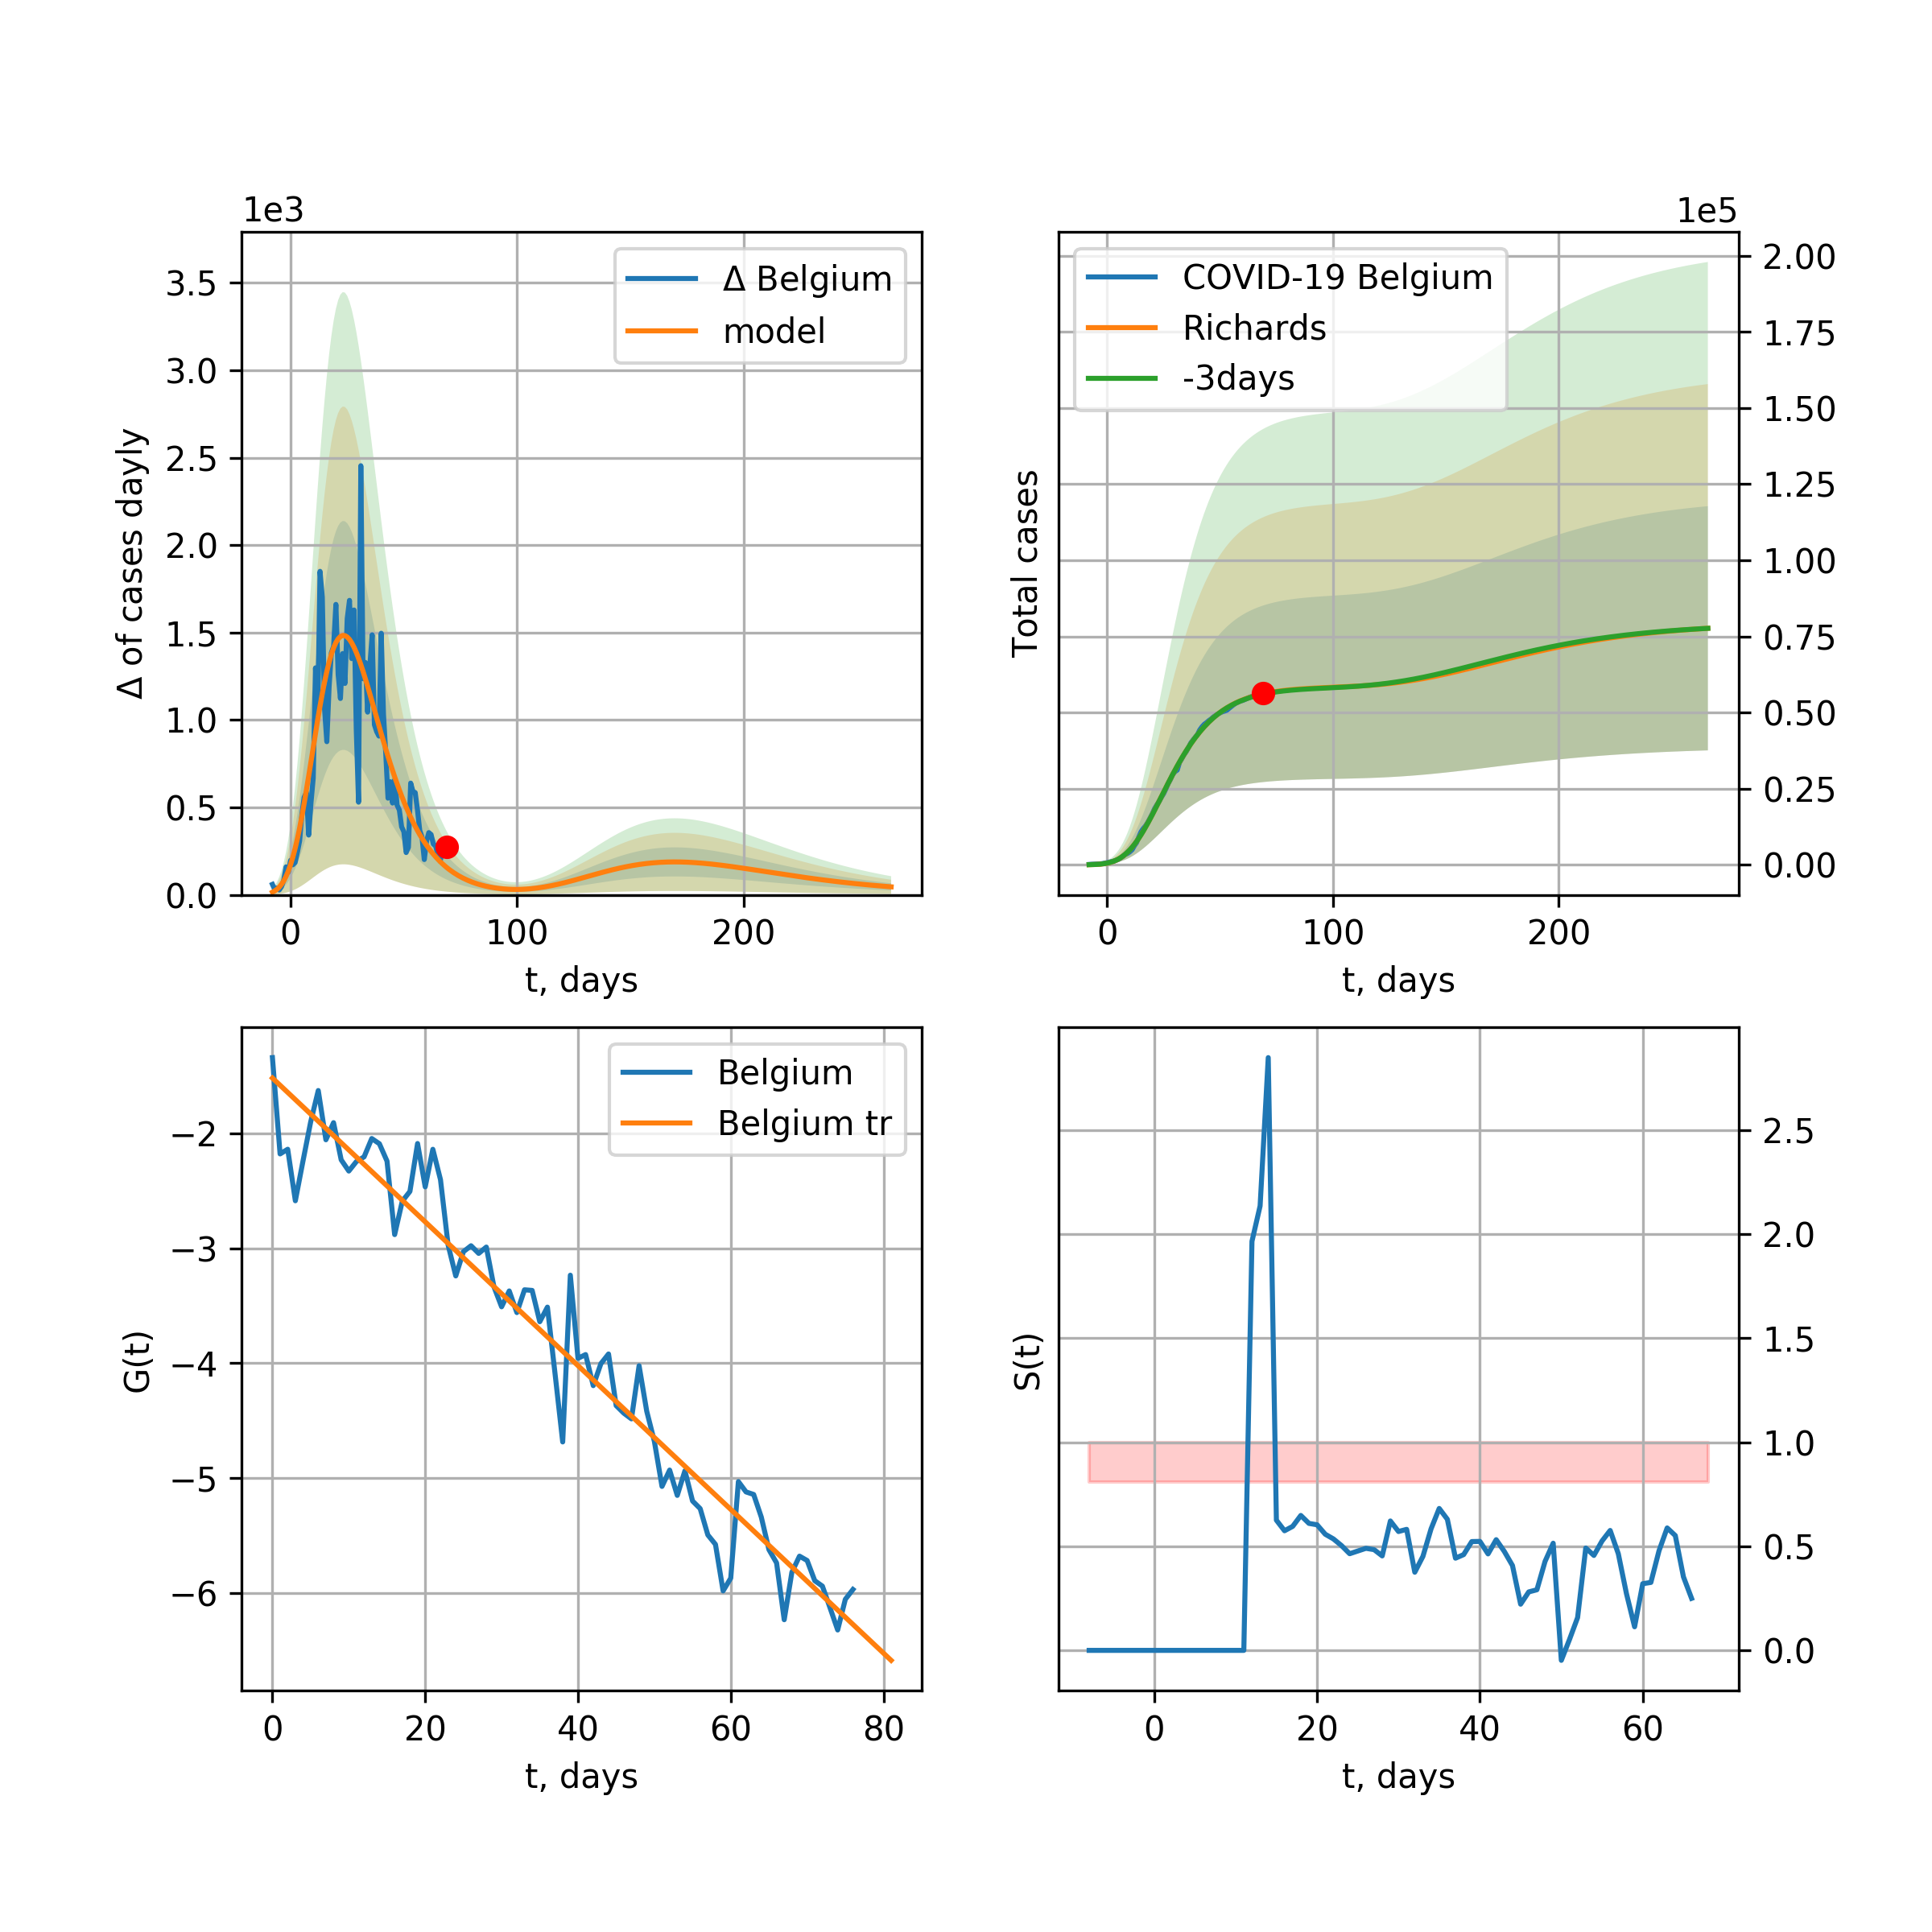 1e3
Δ of cases dayly
3.5
3.0
2.5
2.0
1.5
1.0
0.5
0.0
Δ Belgium
model
0 100 200
t, days
1e5
Total cases
COVID-19 Belgium
Richards
-3days
2.00
1.75
1.50
1.25
1.00
0.75
0.50
0.25
0.00
0 100 200
t, days
G(t)
−2
−3
−4
−5
−6
Belgium
Belgium tr
0 20 40 60 80
t, days
S(t)
2.5
2.0
1.5
1.0
0.5
0.0
0 20 40 60
t, days